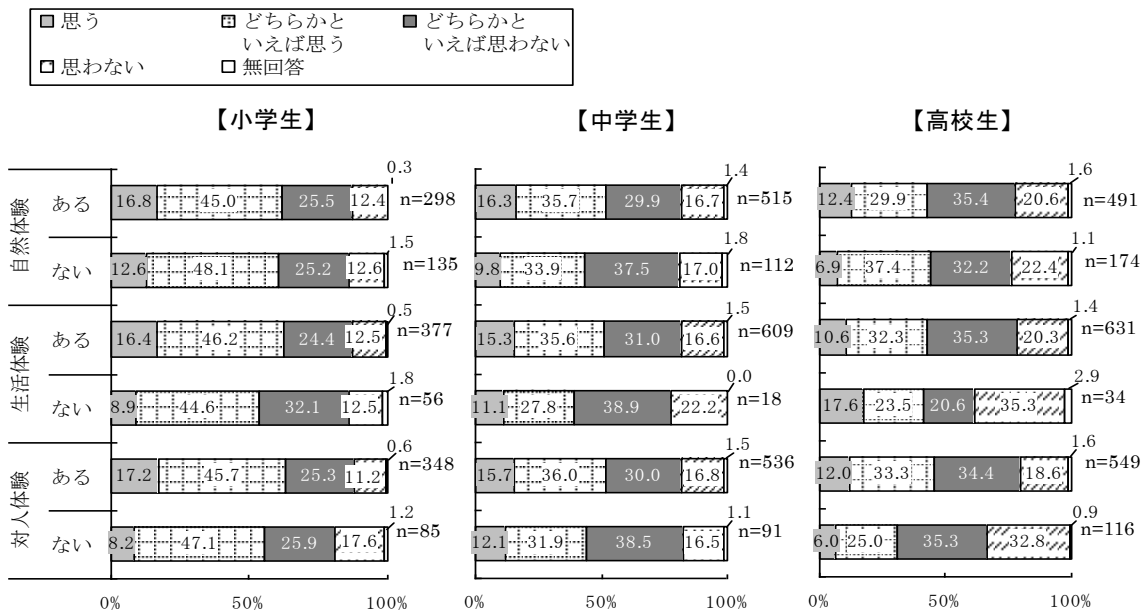 思う
どちらかと
いえば思う
どちらかと
いえば思わない
思わない
無回答
【小学生】
【中学生】
【高校生】
自然体験
ある
16.8 45.0 25.5 12.4 0.3 n=298
16.3 35.7 29.9 16.7 1.4 n=515
12.4 29.9 35.4 20.6 1.6 n=491
ない
12.6 48.1 25.2 12.6 1.5 n=135
9.8 33.9 37.5 17.0 1.8 n=112
6.9 37.4 32.2 22.4 1.1 n=174
生活体験
ある
16.4 46.2 24.4 12.5 0.5 n=377
15.3 35.6 31.0 16.6 1.5 n=609
10.6 32.3 35.3 20.3 1.4 n=631
ない
8.9 44.6 32.1 12.5 1.8 n=56
11.1 27.8 38.9 22.2 0.0 n=18
17.6 23.5 20.6 35.3 2.9 n=34
対人体験
ある
17.2 45.7 25.3 11.2 0.6 n=348
15.7 36.0 30.0 16.8 1.5 n=536
12.0 33.3 34.4 18.6 1.6 n=549
ない
8.2 47.1 25.9 17.6 1.2 n=85
12.1 31.9 38.5 16.5 1.1 n=91
6.0 25.0 35.3 32.8 0.9 n=116
0% 50% 100%
0% 50% 100%
0% 50% 100%